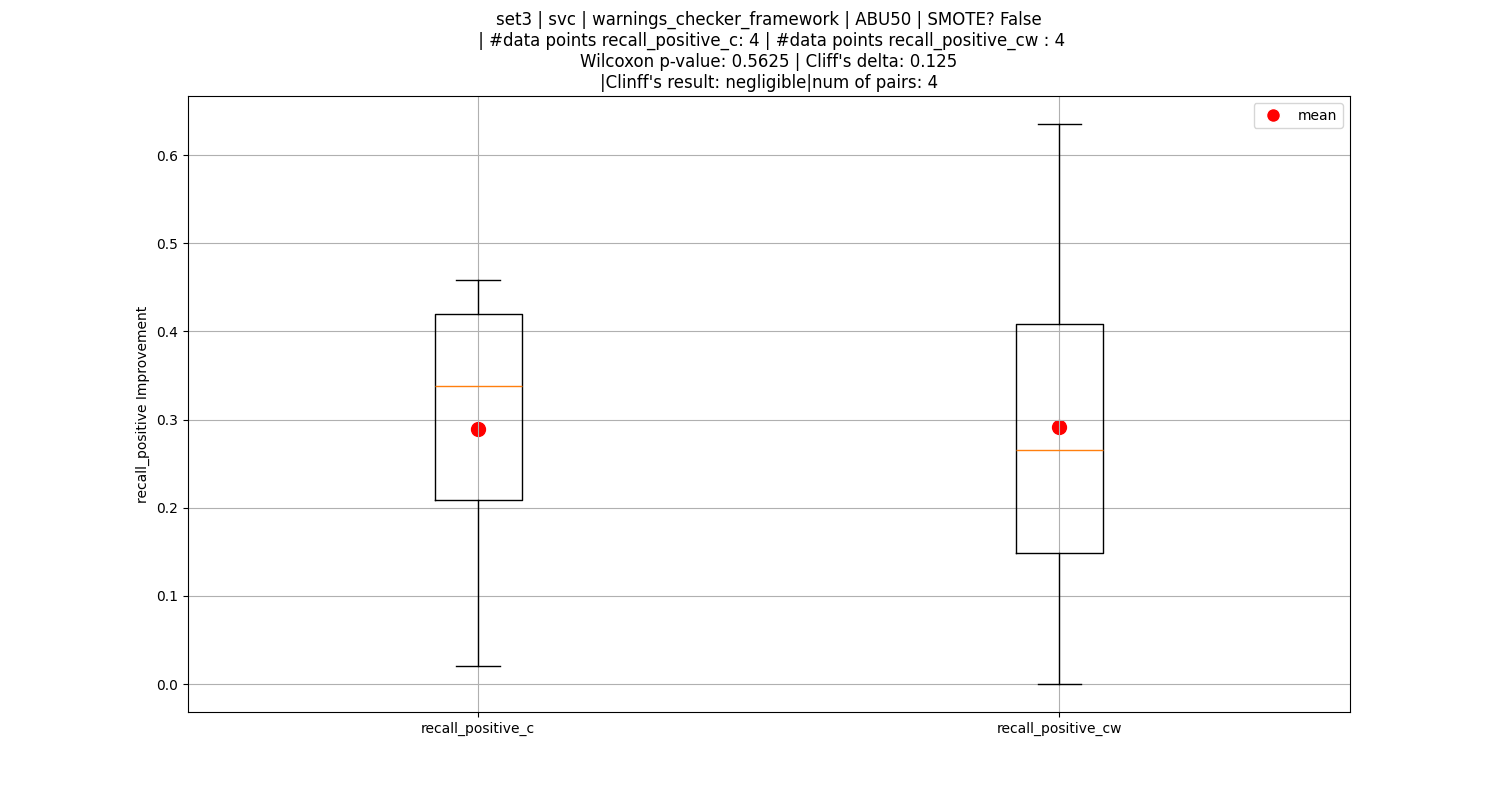 set3 | svc | warnings_checker_framework | ABU50 | SMOTE? False
| #data points recall_positive_c: 4 | #data points recall_positive_cw : 4
Wilcoxon p-value: 0.5625 | Cliff's delta: 0.125
|Clinff's result: negligible|num of pairs: 4
mean
recall_positive Improvement
0.6
0.5
0.4
0.3
0.2
0.1
0.0
recall_positive_c
recall_positive_cw